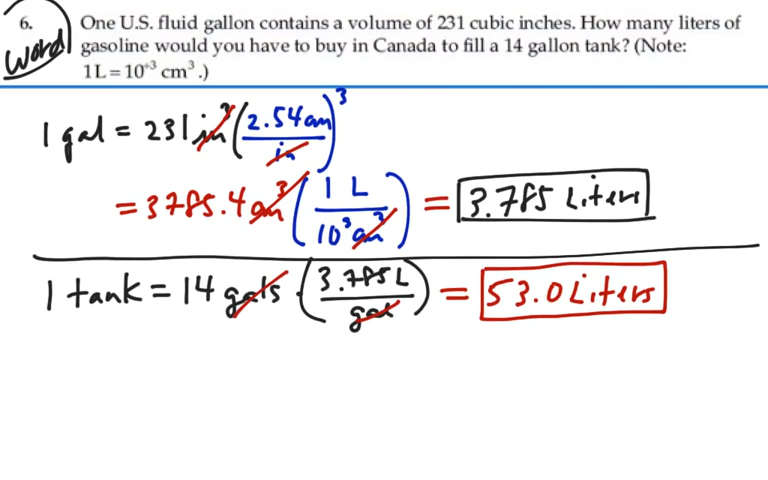 6. One U.S. fluid gallon contains a volume of 231 cubic inches. How many liters of
Word gasoline would you have to buy in Canada to fill a 14 gallon tank? (Note:
1 L = 10⁺³ cm³.)
1 gal = 231 in³ (2.54 cm / in)³
= 3785.4 cm³ (1 L / 10³ cm³) = 3.785 Liters
1 tank = 14 gals · (3.785 L / gal) = 53.0 Liters